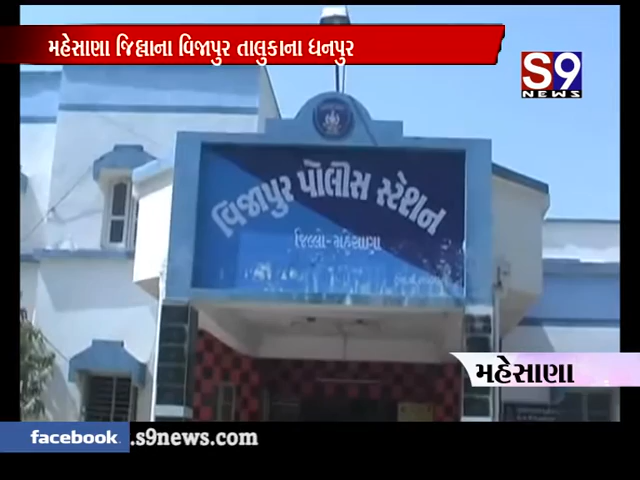 મહેસાણા જિલ્લાના વિજાપુર તાલુકાના ધનપુર
S9
NEWS
વિજાપુર પોલીસ સ્ટેશન
જિલ્લો-મહેસાણા
મહેસાણા
facebook.
.s9news.com